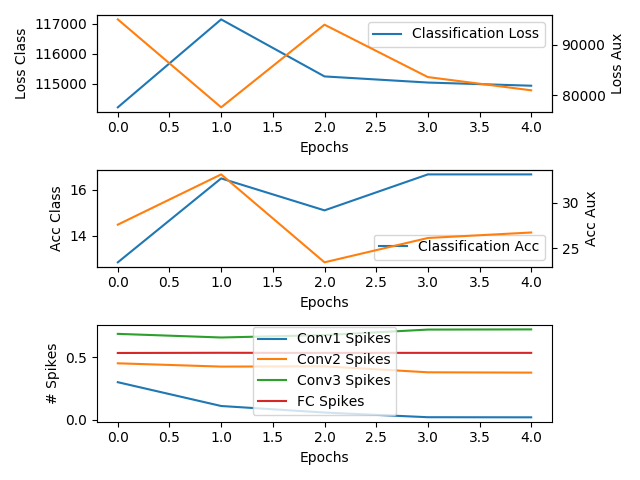 117000
116000
115000
Loss Class
Classification Loss
90000
80000
Loss Aux
0.0 0.5 1.0 1.5 2.0 2.5 3.0 3.5 4.0
Epochs
16
14
Acc Class
Classification Acc
30
25
Acc Aux
0.0 0.5 1.0 1.5 2.0 2.5 3.0 3.5 4.0
Epochs
0.5
0.0
# Spikes
Conv1 Spikes
Conv2 Spikes
Conv3 Spikes
FC Spikes
0.0 0.5 1.0 1.5 2.0 2.5 3.0 3.5 4.0
Epochs